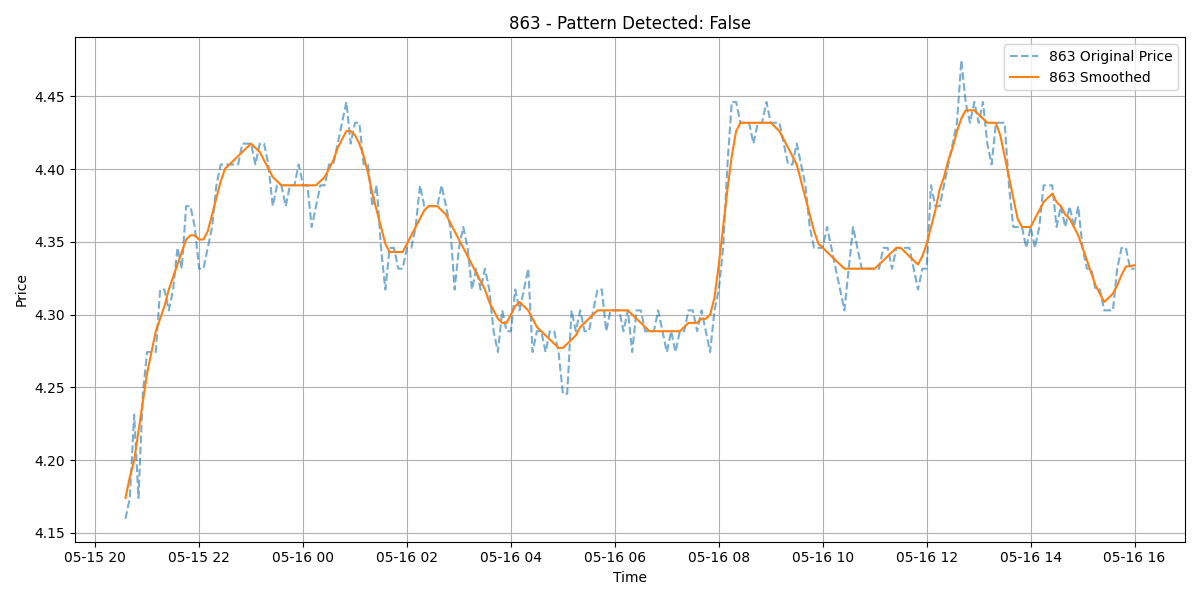 863 - Pattern Detected: False
863 Original Price
863 Smoothed
Price
4.45
4.40
4.35
4.30
4.25
4.20
4.15
05-15 20 05-15 22 05-16 00 05-16 02 05-16 04 05-16 06 05-16 08 05-16 10 05-16 12 05-16 14 05-16 16
Time